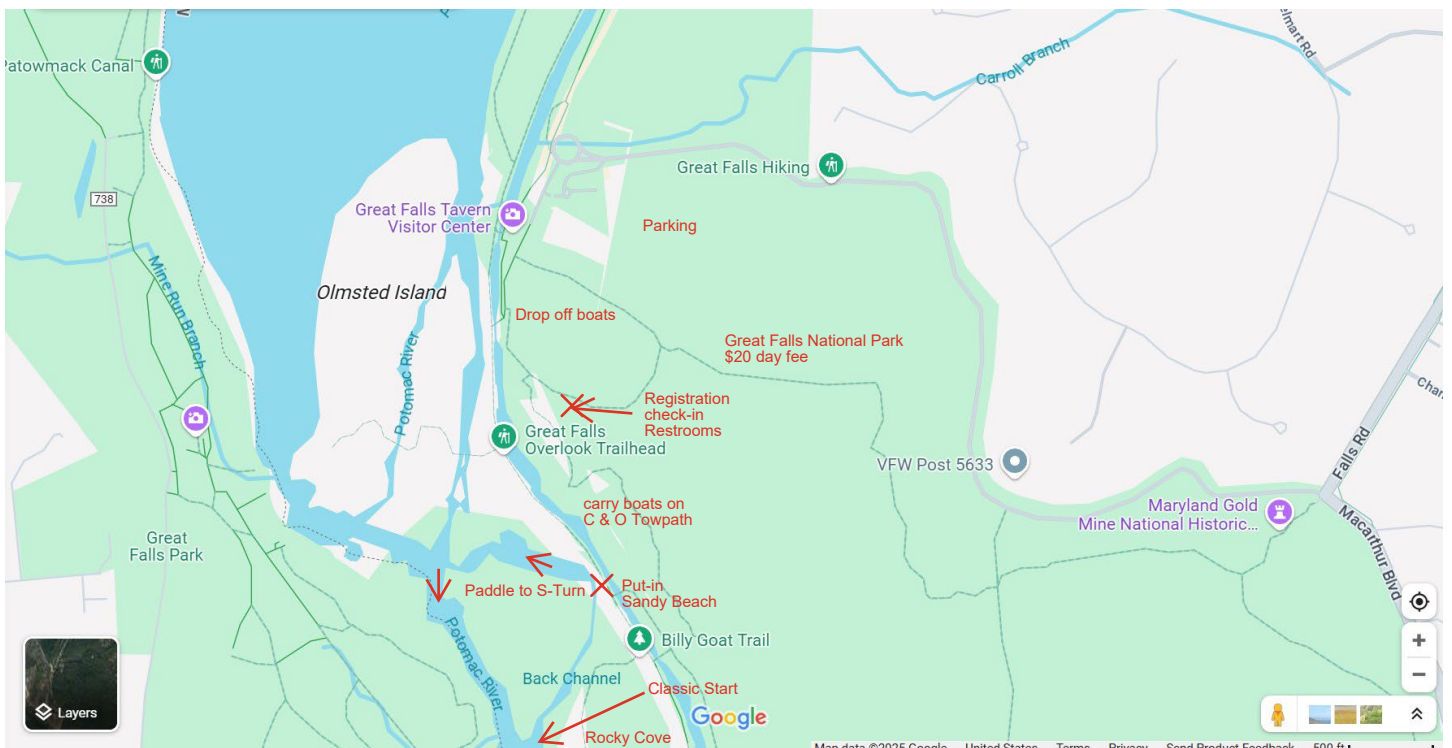 Patowmack Canal
Carroll Branch
Great Falls Hiking
738
Great Falls Tavern
Visitor Center
Parking
Mine Run Branch
Olmsted Island
Potomac River
Drop off boats
Great Falls National Park
$20 day fee
Registration
check-in
Restrooms
Great Falls
Overlook Trailhead
VFW Post 5633
Falls Rd
Maryland Gold
Mine National Historic...
Macarthur Blvd
carry boats on
C & O Towpath
Great
Falls Park
Paddle to S-Turn
Put-in
Sandy Beach
Billy Goat Trail
Potomac River
Back Channel
Classic Start
Layers
Google
Rocky Cove
Map data ©2025 Google United States Terms Privacy Send Product Feedback 500 ft